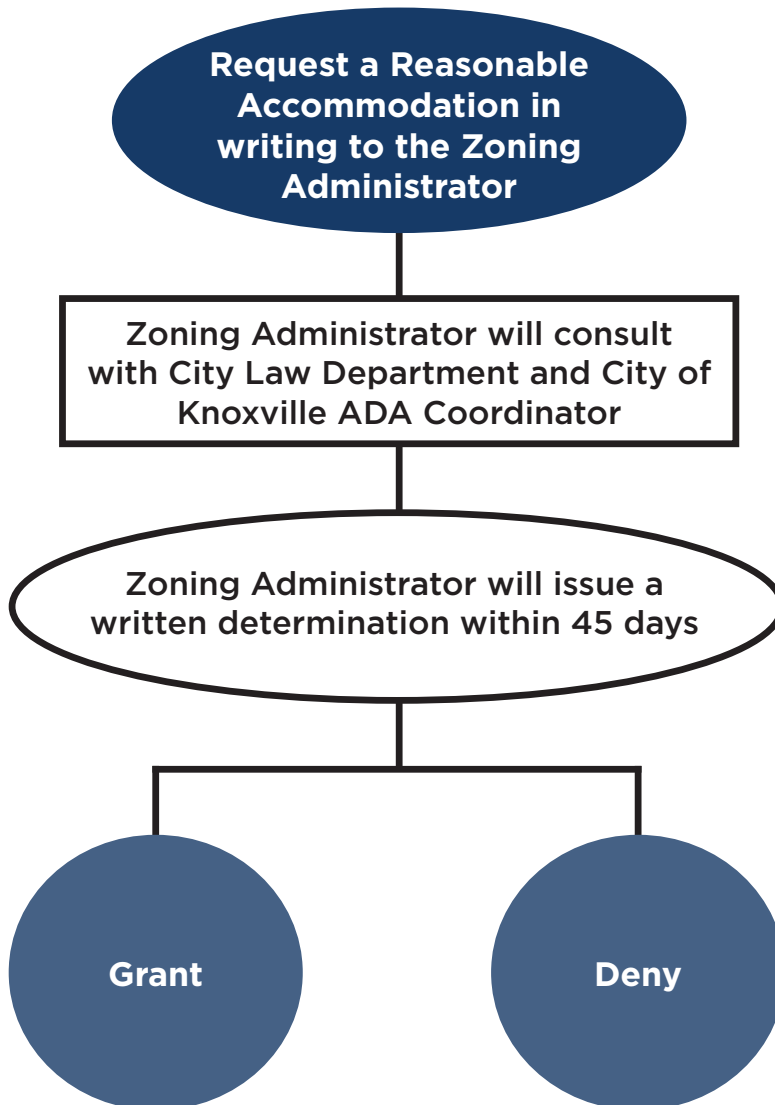 Request a Reasonable
Accommodation in
writing to the Zoning
Administrator
Zoning Administrator will consult
with City Law Department and City of
Knoxville ADA Coordinator
Zoning Administrator will issue a
written determination within 45 days
Grant
Deny